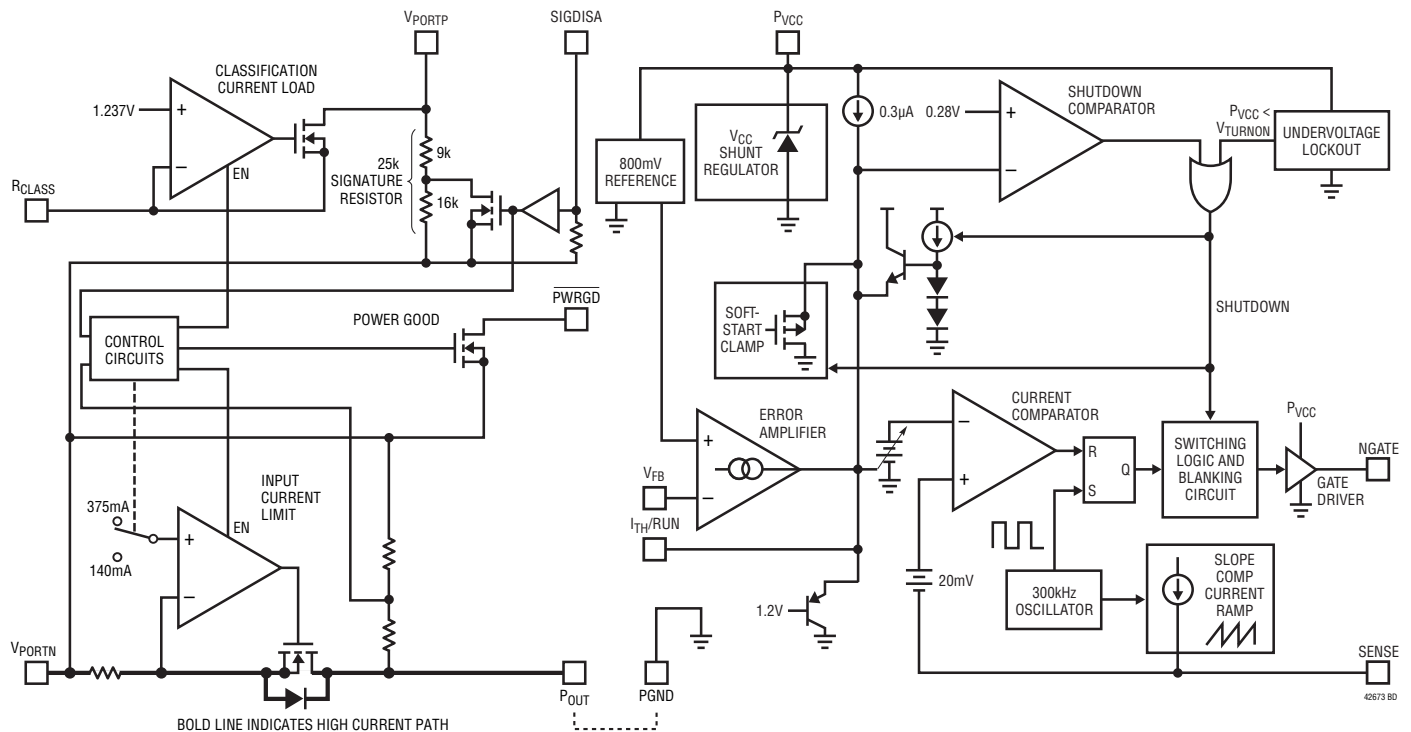 VPORTP
SIGDISA
PVCC
CLASSIFICATION
CURRENT LOAD
1.237V
+
–
EN
RCLASS
25k
SIGNATURE
RESISTOR
9k
16k
800mV
REFERENCE
VCC
SHUNT
REGULATOR
0.3µA
0.28V
+
–
SHUTDOWN
COMPARATOR
PVCC <
VTURNON
UNDERVOLTAGE
LOCKOUT
PWRGD
POWER GOOD
CONTROL
CIRCUITS
SOFT-
START
CLAMP
SHUTDOWN
INPUT
CURRENT
LIMIT
375mA
140mA
EN
+
–
ERROR
AMPLIFIER
+
–
VFB
ITH/RUN
CURRENT
COMPARATOR
–
+
R
S
Q
SWITCHING
LOGIC AND
BLANKING
CIRCUIT
PVCC
NGATE
GATE
DRIVER
20mV
300kHz
OSCILLATOR
SLOPE
COMP
CURRENT
RAMP
1.2V
VPORTN
POUT
PGND
SENSE
42673 BD
BOLD LINE INDICATES HIGH CURRENT PATH